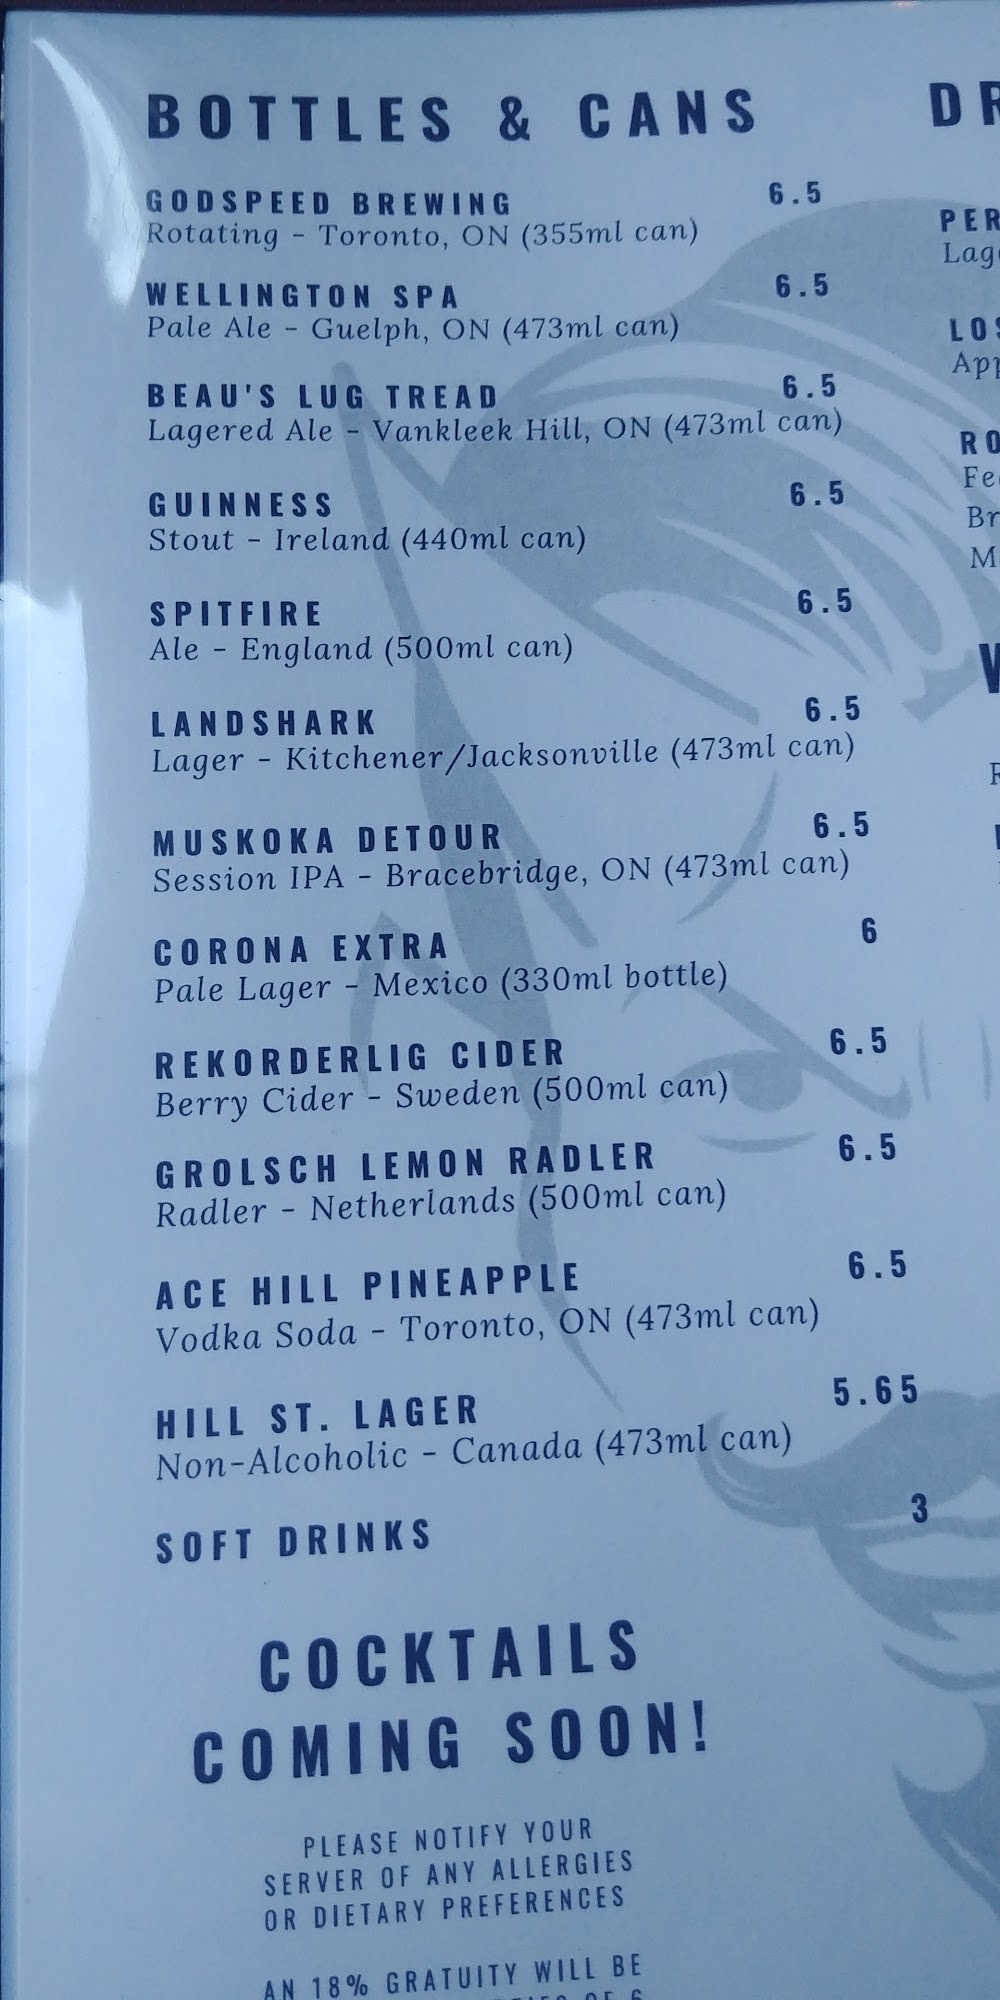 BOTTLES & CANS
GODSPEED BREWING 6.5
Rotating - Toronto, ON (355ml can)
WELLINGTON SPA 6.5
Pale Ale - Guelph, ON (473ml can)
BEAU'S LUG TREAD 6.5
Lagered Ale - Vankleek Hill, ON (473ml can)
GUINNESS 6.5
Stout - Ireland (440ml can)
SPITFIRE 6.5
Ale - England (500ml can)
LANDSHARK 6.5
Lager - Kitchener/Jacksonville (473ml can)
MUSKOKA DETOUR 6.5
Session IPA - Bracebridge, ON (473ml can)
CORONA EXTRA 6
Pale Lager - Mexico (330ml bottle)
REKORDERLIG CIDER 6.5
Berry Cider - Sweden (500ml can)
GROLSCH LEMON RADLER 6.5
Radler - Netherlands (500ml can)
ACE HILL PINEAPPLE 6.5
Vodka Soda - Toronto, ON (473ml can)
HILL ST. LAGER 5.65
Non-Alcoholic - Canada (473ml can)
SOFT DRINKS 3
COCKTAILS
COMING SOON!
PLEASE NOTIFY YOUR
SERVER OF ANY ALLERGIES
OR DIETARY PREFERENCES
AN 18% GRATUITY WILL BE